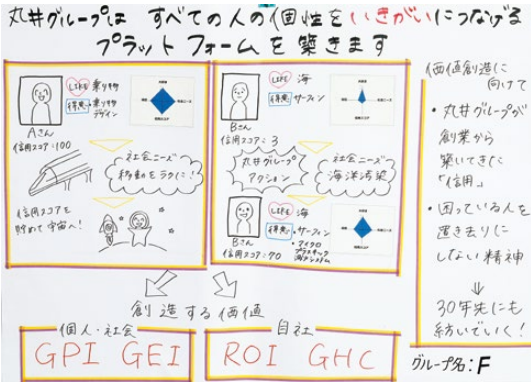 丸井グループは すべての人の個性をいきがいにつなげる
プラットフォームを築きます
LIKE 乗り物
得意 乗り物
デザイン
Aさん
信用スコア:100
社会ニーズ
移動をラクに!
信用スコアを
貯めて宇宙へ!
LIKE 海
得意 ・サーフィン
Bさん
信用スコア:3
丸井グループ
アクション
社会ニーズ
海洋汚染
LIKE 海
得意 ・サーフィン
・マイクロ
プラスチック
Bさん
信用スコア:70
価値創造に
向けて
・丸井グループが
創業から
築いてきた
「信用」
・困っている人を
置き去りに
しない精神
30年先にも
紡いでいく!
創造する価値
個人・社会
GPI GEI
自社
ROI GHC
グループ名:F